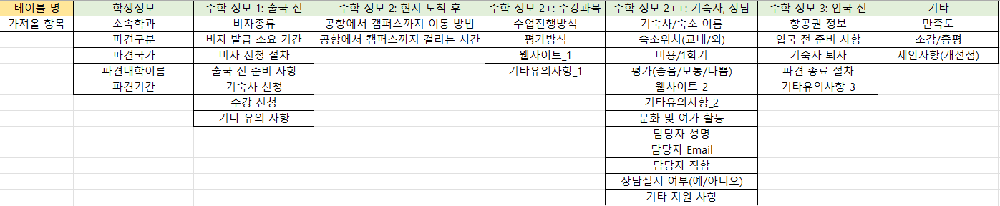 테이블 명 학생정보 수학 정보 1: 출국 전 수학 정보 2: 현지 도착 후 수학 정보 2+: 수강과목 수학 정보 2++: 기숙사, 상담 수학 정보 3: 입국 전 기타
가져올 항목 소속학과 비자종류 공항에서 캠퍼스까지 이동 방법 수업진행방식 기숙사/숙소 이름 항공권 정보 만족도
파견구분 비자 발급 소요 기간 공항에서 캠퍼스까지 걸리는 시간 평가방식 숙소위치(교내/외) 입국 전 준비 사항 소감/총평
파견국가 비자 신청 절차 웹사이트_1 비용/1학기 기숙사 퇴사 제안사항(개선점)
파견대학이름 출국 전 준비 사항 기타유의사항_1 평가(좋음/보통/나쁨) 파견 종료 절차
파견기간 기숙사 신청 웹사이트_2 기타유의사항_3
수강 신청 기타유의사항_2
기타 유의 사항 문화 및 여가 활동
담당자 성명
담당자 Email
담당자 직함
상담실시 여부(예/아니오)
기타 지원 사항